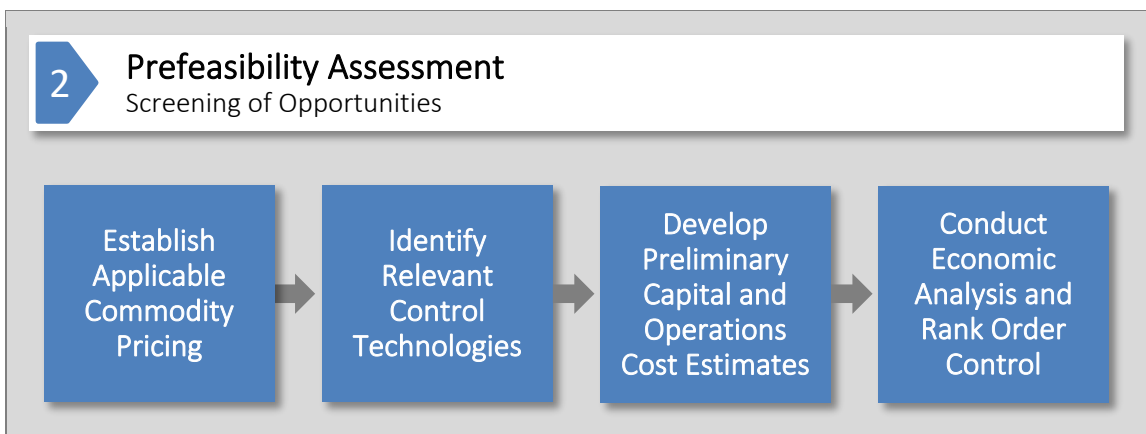 2
Prefeasibility Assessment
Screening of Opportunities
Establish
Applicable
Commodity
Pricing
Identify
Relevant
Control
Technologies
Develop
Preliminary
Capital and
Operations
Cost Estimates
Conduct
Economic
Analysis and
Rank Order
Control